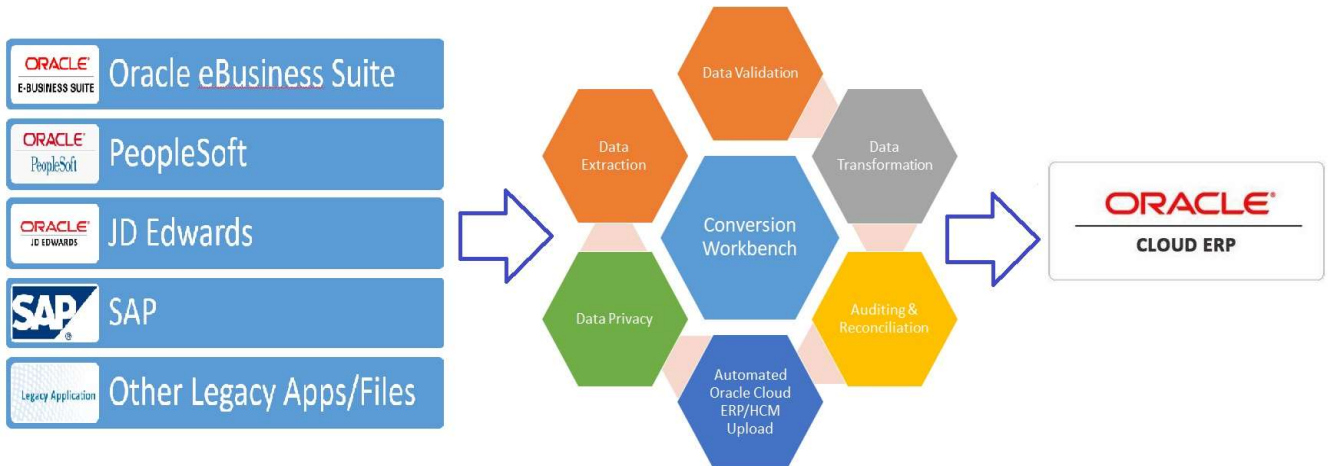 ORACLE®
E-BUSINESS SUITE
Oracle eBusiness Suite
ORACLE®
PeopleSoft
PeopleSoft
ORACLE®
JD EDWARDS
JD Edwards
SAP
®
SAP
Legacy Application
Other Legacy Apps/Files
Data Validation
Data
Extraction
Data
Transformation
Conversion
Workbench
Data Privacy
Auditing &
Reconciliation
Automated
Oracle Cloud
ERP/HCM
Upload
ORACLE®
CLOUD ERP